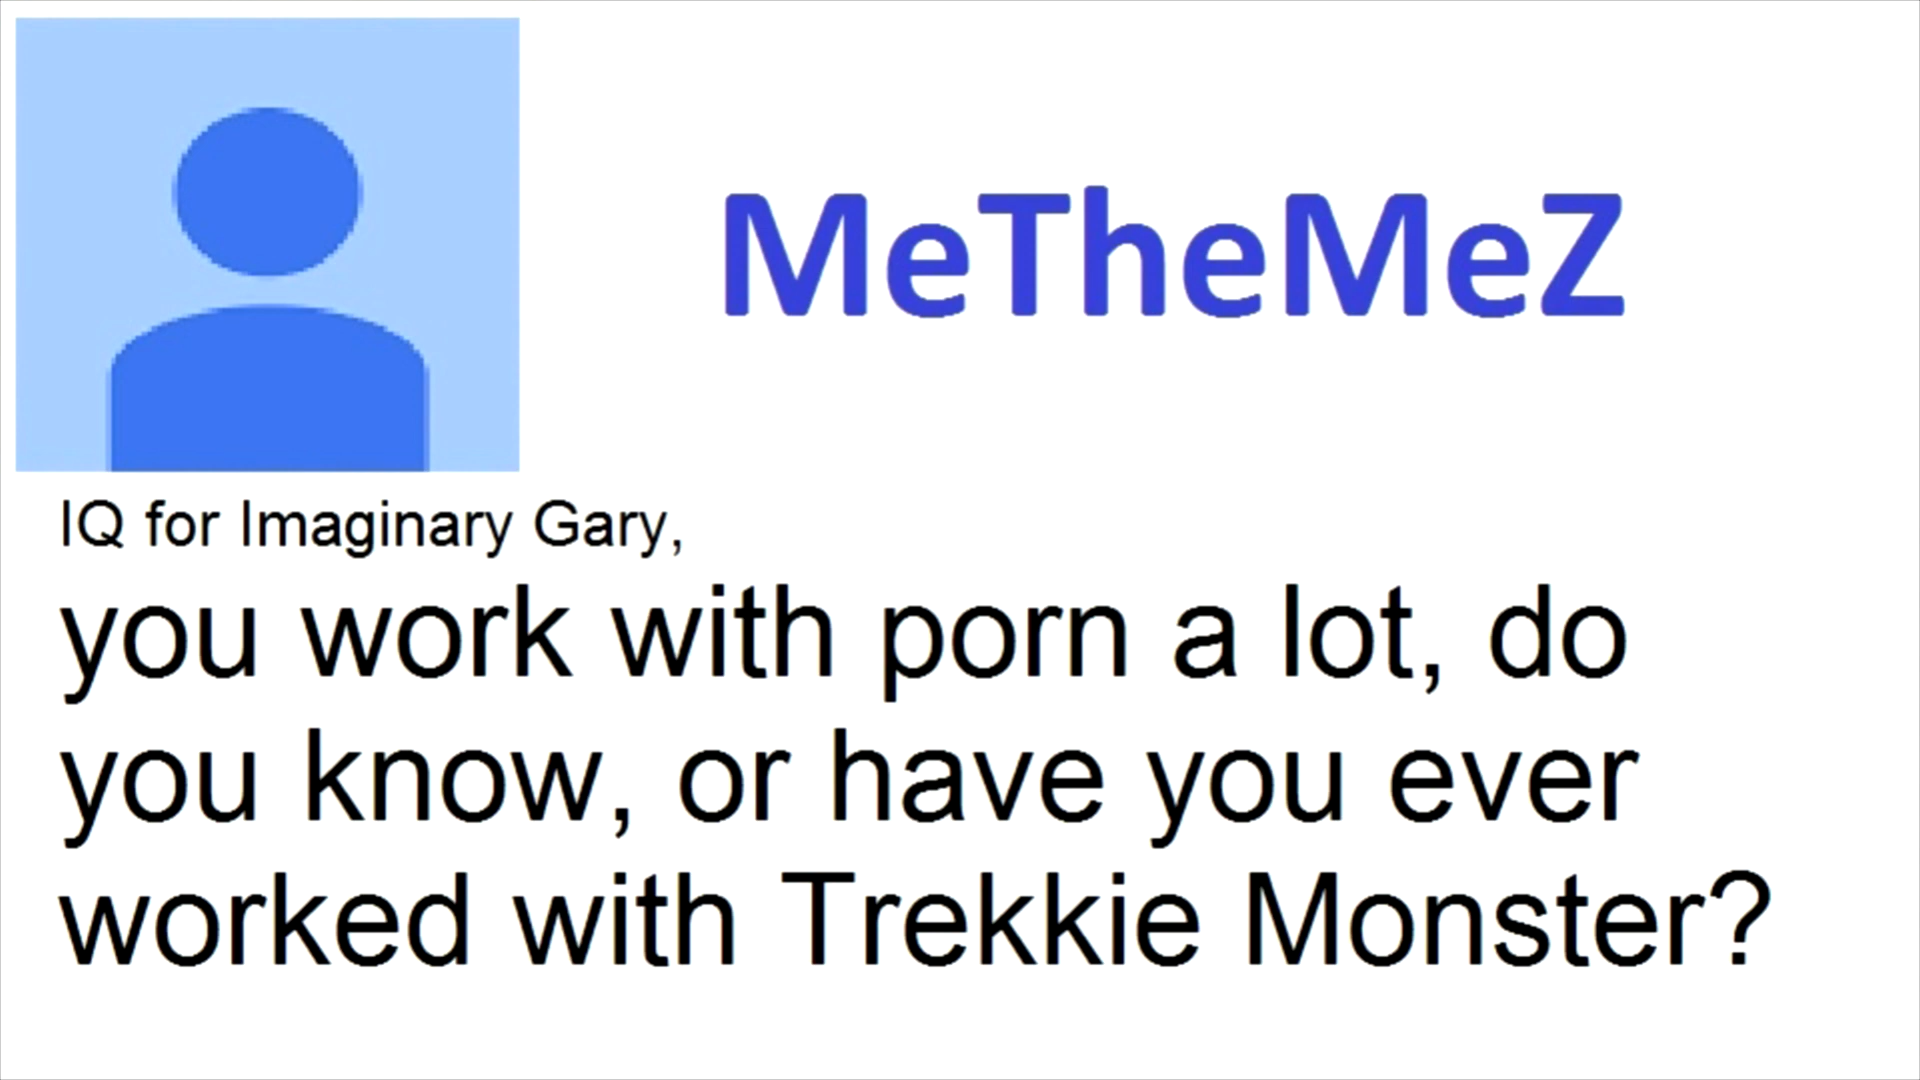 MeTheMeZ
IQ for Imaginary Gary,
you work with porn a lot, do
you know, or have you ever
worked with Trekkie Monster?